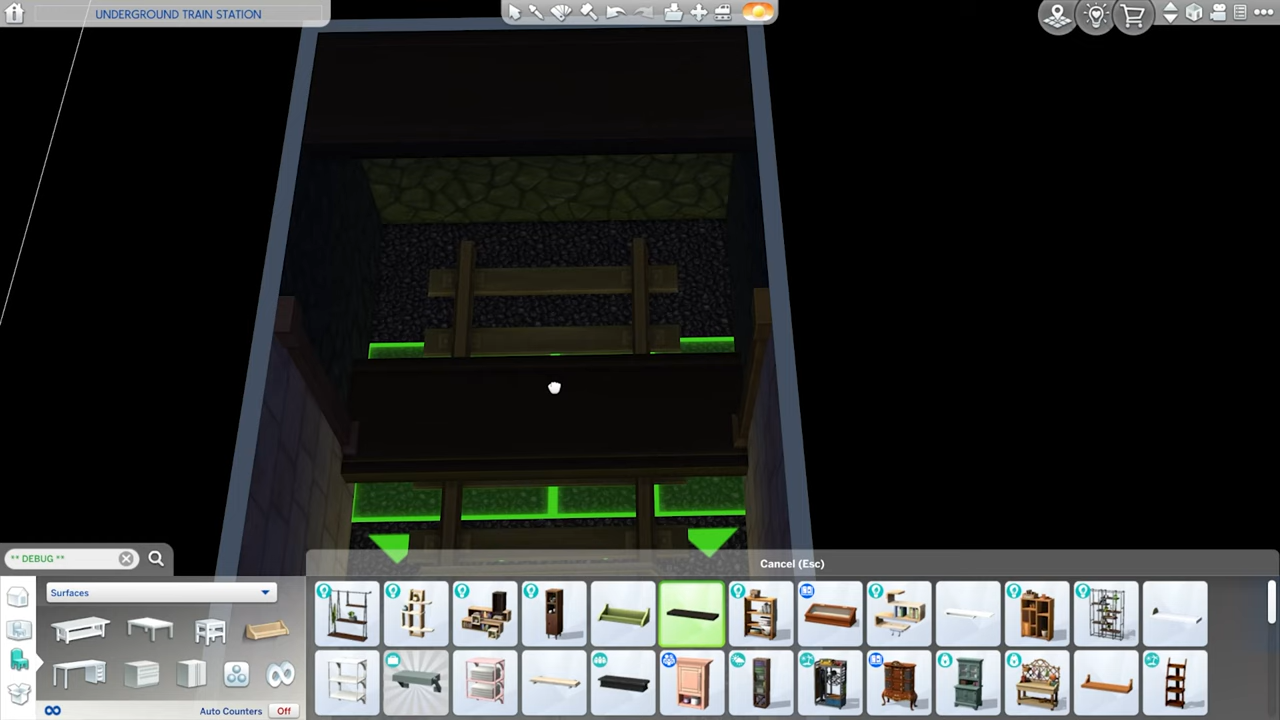 UNDERGROUND TRAIN STATION
** DEBUG **
Cancel (Esc)
Surfaces
Auto Counters
Off